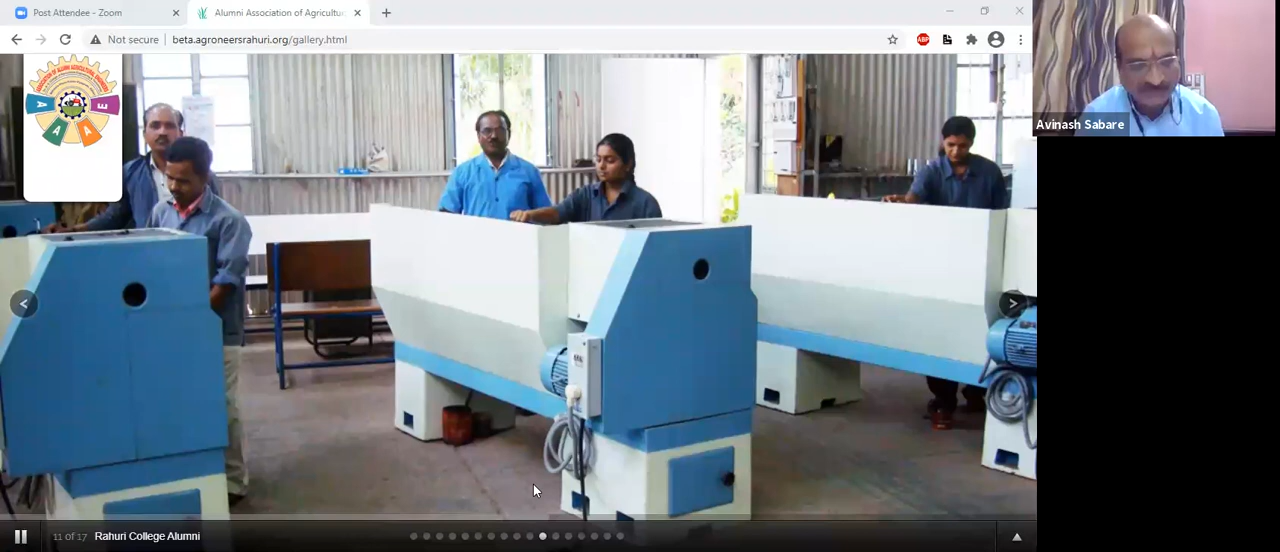 Post Attendee - Zoom
Alumni Association of Agricultu
Not secure
beta.agroneersrahuri.org/gallery.html
ABP
A A A E
Avinash Sabare
11 of 17
Rahuri College Alumni